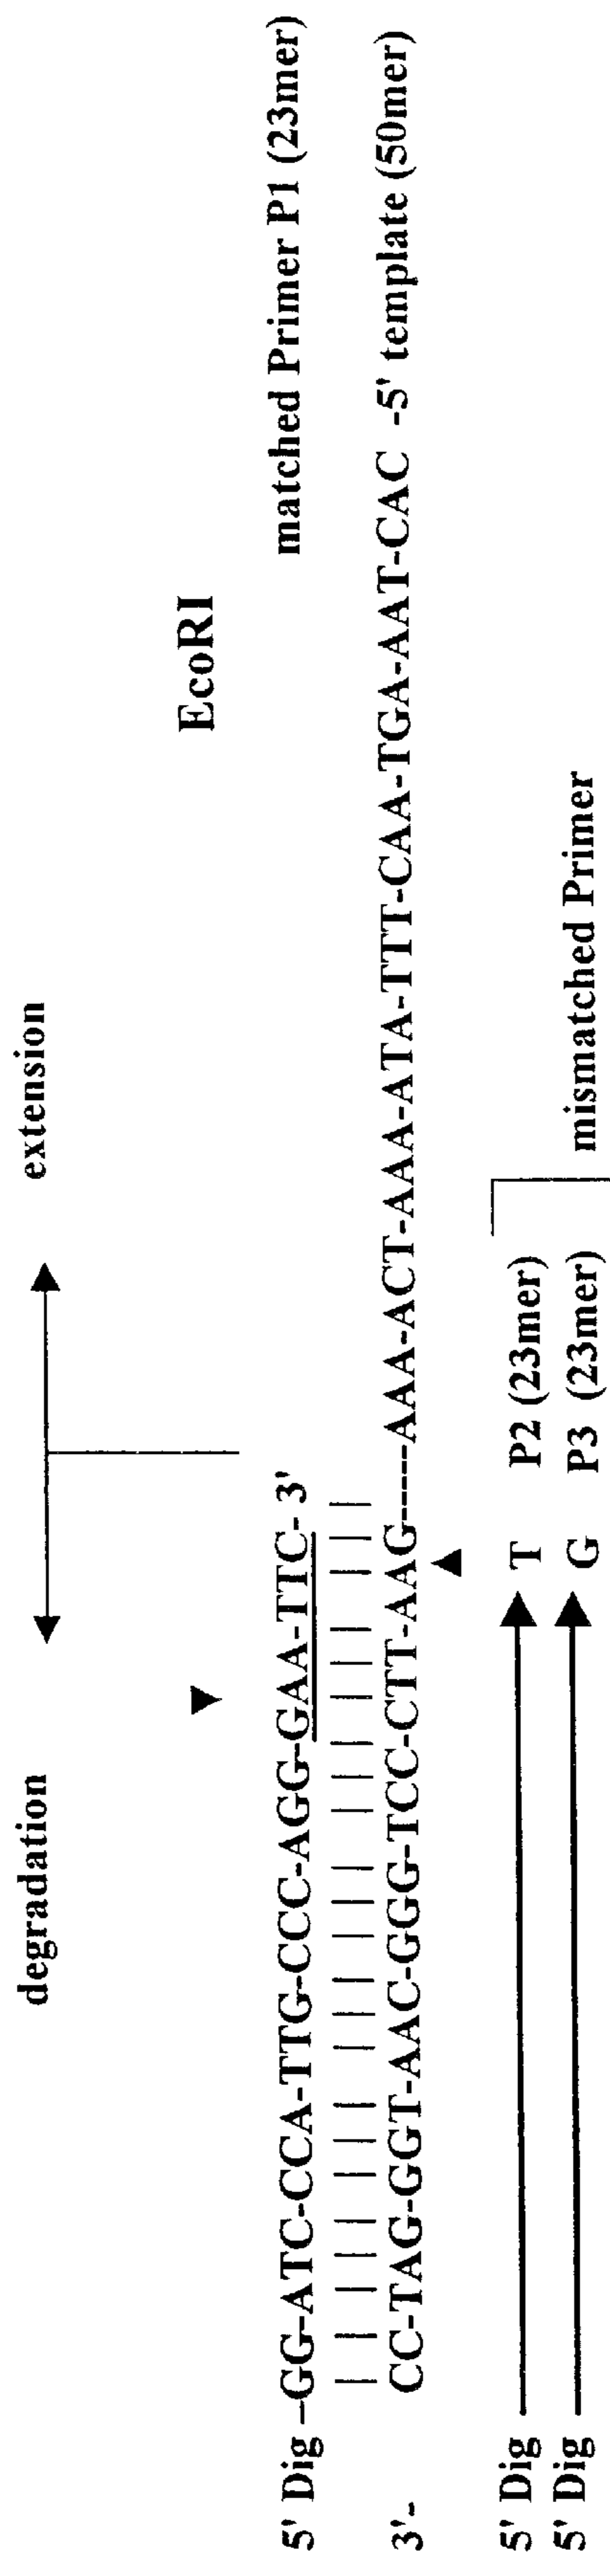 degradation extension
EcoRI
5' Dig –GG-ATC-CCA-TTG-CCC-AGG-GAA-TTC- 3' matched Primer P1 (23mer)
3'- CC-TAG-GGT-AAC-GGG-TCC-CTT-AAG-----AAA-ACT-AAA-ATA-TTT-CAA-TGA-AAT-CAC -5' template (50mer)
5' Dig T P2 (23mer)
5' Dig G P3 (23mer) mismatched Primer